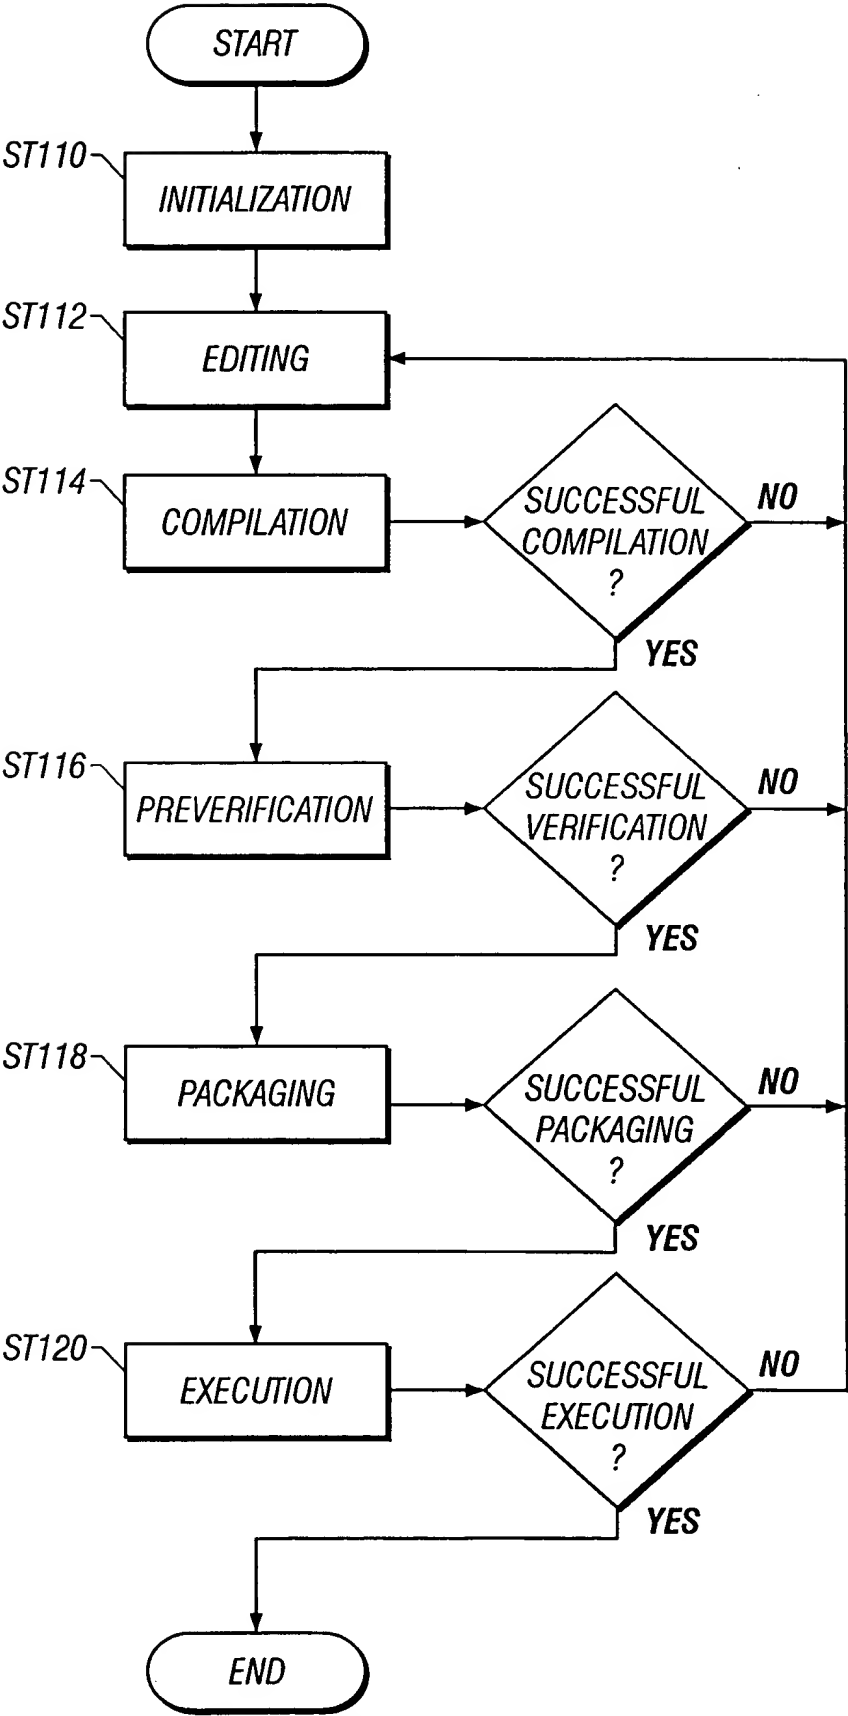 START
ST110
INITIALIZATION
ST112
EDITING
ST114
COMPILATION
SUCCESSFUL
COMPILATION
?
NO
YES
ST116
PREVERIFICATION
SUCCESSFUL
VERIFICATION
?
NO
YES
ST118
PACKAGING
SUCCESSFUL
PACKAGING
?
NO
YES
ST120
EXECUTION
SUCCESSFUL
EXECUTION
?
NO
YES
END